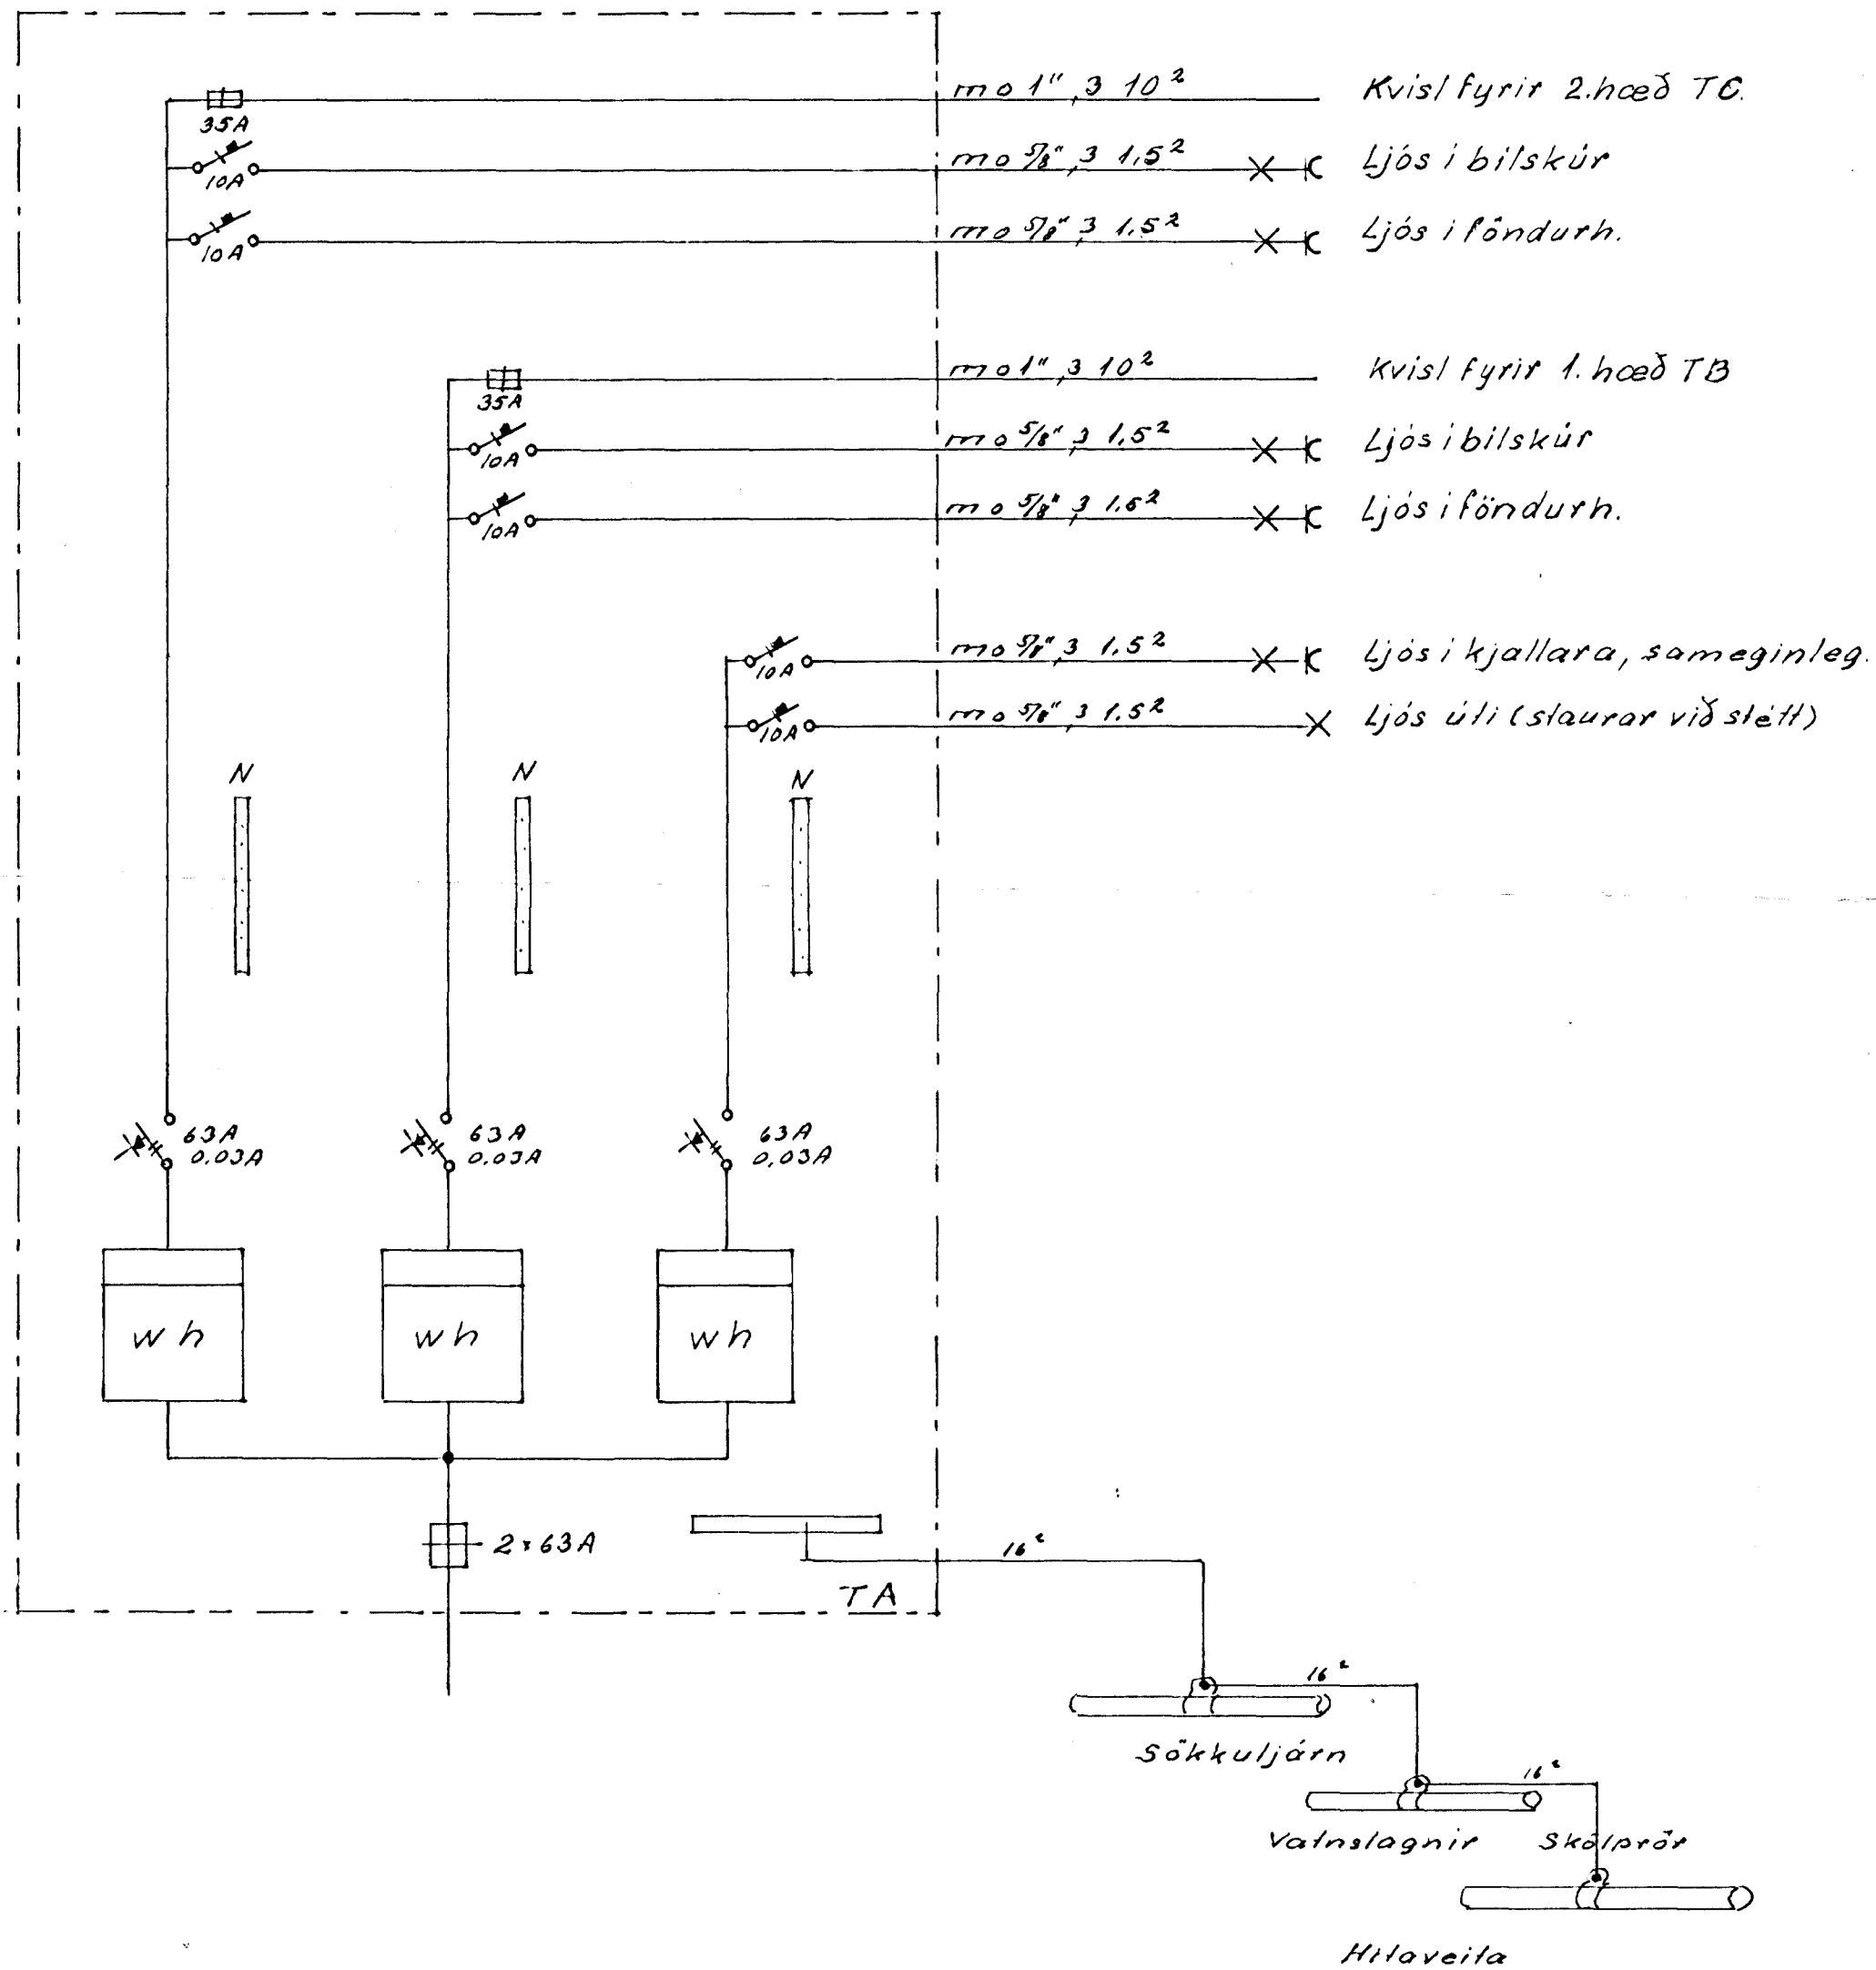 mo 1", 3 10² Kvisl fyrir 2.hæð TC.
35A
mo 5/8", 3 1,5² Ljós í bílskúr
10A
mo 5/8", 3 1,5² Ljós í föndurh.
10A
mo 1", 3 10² Kvisl fyrir 1. hæð TB
35A
mo 5/8", 3 1,5² Ljós í bílskúr
10A
mo 5/8", 3 1,5² Ljós í föndurh.
10A
mo 5/8", 3 1,5² Ljós í kjallara, sameginleg.
10A
mo 5/8", 3 1,5² Ljós úti (staurar við stétt)
10A
N N N
63A 63A 63A
0,03A 0,03A 0,03A
wh wh wh
2x63A
16²
TA
16²
Sökkuljárn
16²
Vatnslagnir Skólprör
Hitaveita